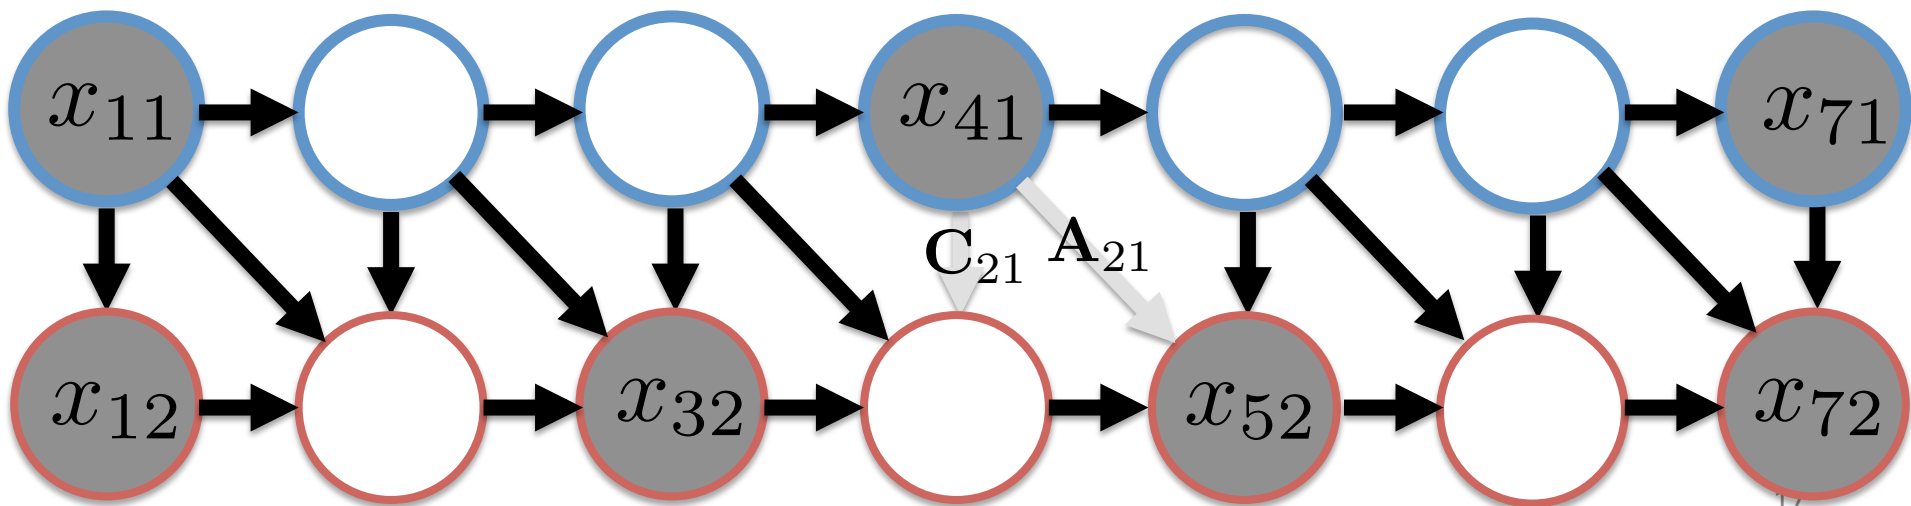 x₁₁ x₄₁ x₇₁
C₂₁ A₂₁
x₁₂ x₃₂ x₅₂ x₇₂